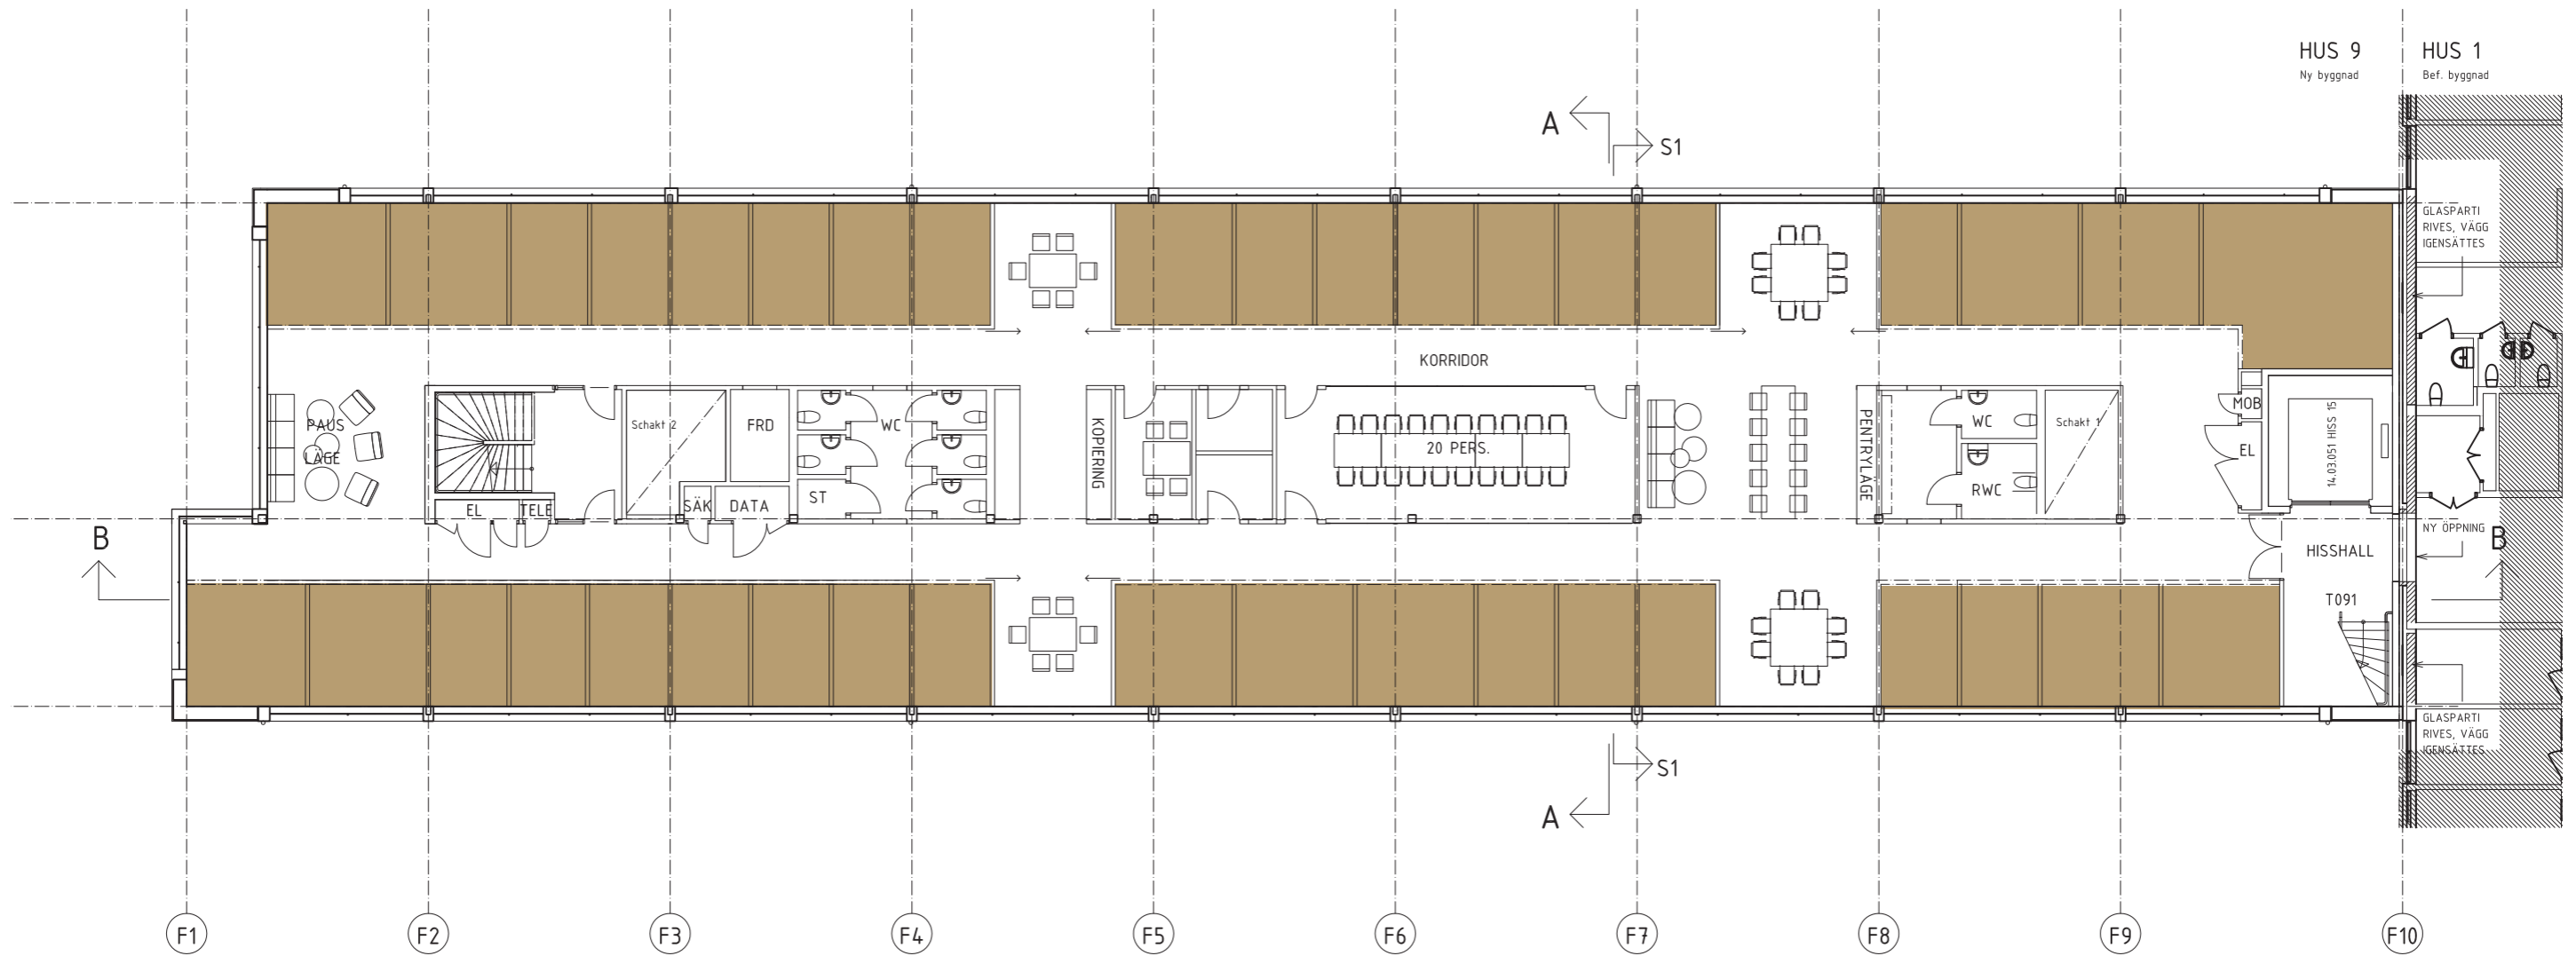 HUS 9
Ny byggnad
HUS 1
Bef. byggnad
A
S1
GLASPARTI
RIVES, VÄGG
IGENSÄTTES
KORRIDOR
PAUS
LÄGE
Schakt 2
FRD
WC
KOPIERING
20 PERS.
PENTRYLÄGE
WC
Schakt 1
MOB
EL
14.03.051 HISS 15
RWC
EL
TELE
SÄK
DATA
ST
B
NY ÖPPNING
B
HISSHALL
T091
GLASPARTI
RIVES, VÄGG
IGENSÄTTES
S1
A
F1
F2
F3
F4
F5
F6
F7
F8
F9
F10